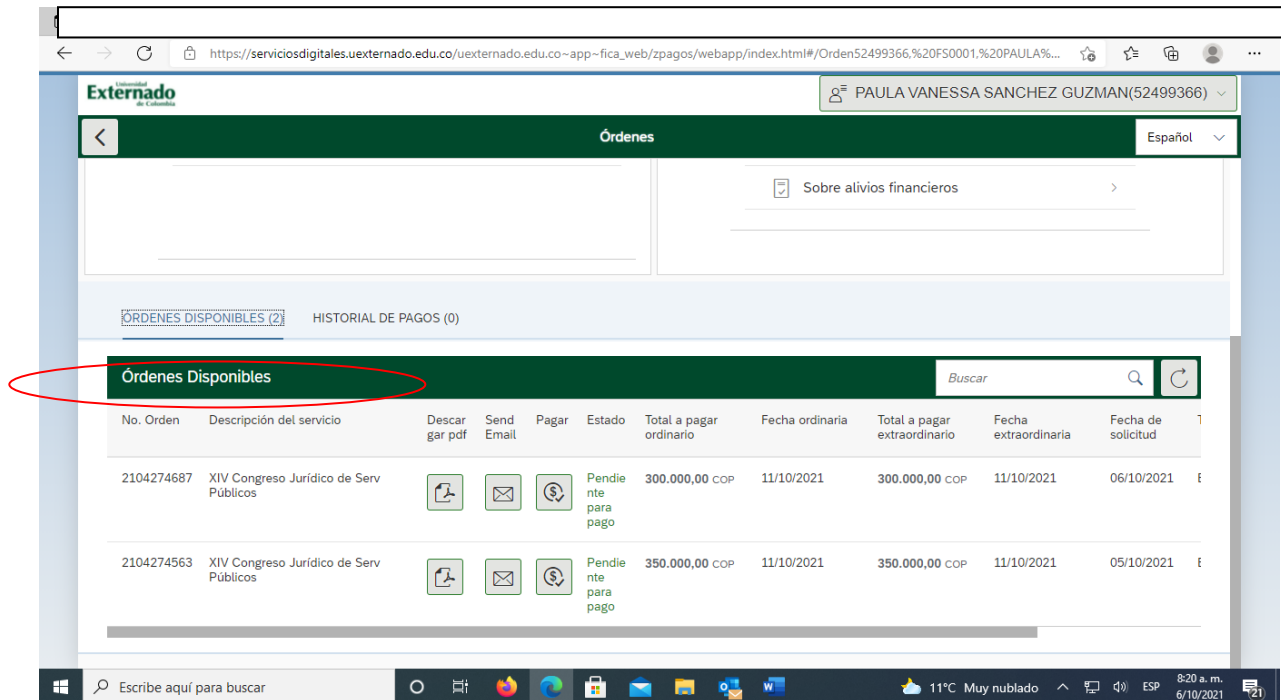 https://serviciosdigitales.uexternado.edu.co/uexternado.edu.co~app~fica_web/zpagos/webapp/index.html#/Orden52499366,%20FS0001,%20PAULA%...
Universidad
Externado
de Colombia
PAULA VANESSA SANCHEZ GUZMAN(52499366)
Órdenes
Español
Sobre alivios financieros
ÓRDENES DISPONIBLES (2) HISTORIAL DE PAGOS (0)
Órdenes Disponibles
Buscar
No. Orden Descripción del servicio Descar Send Pagar Estado Total a pagar Fecha ordinaria Total a pagar Fecha Fecha de
gar pdf Email ordinario extraordinario extraordinaria solicitud
2104274687 XIV Congreso Jurídico de Serv Pendie 300.000,00 COP 11/10/2021 300.000,00 COP 11/10/2021 06/10/2021
Públicos nte
para
pago
2104274563 XIV Congreso Jurídico de Serv Pendie 350.000,00 COP 11/10/2021 350.000,00 COP 11/10/2021 05/10/2021
Públicos nte
para
pago
Escribe aquí para buscar
11°C Muy nublado
ESP
8:20 a. m.
6/10/2021
21